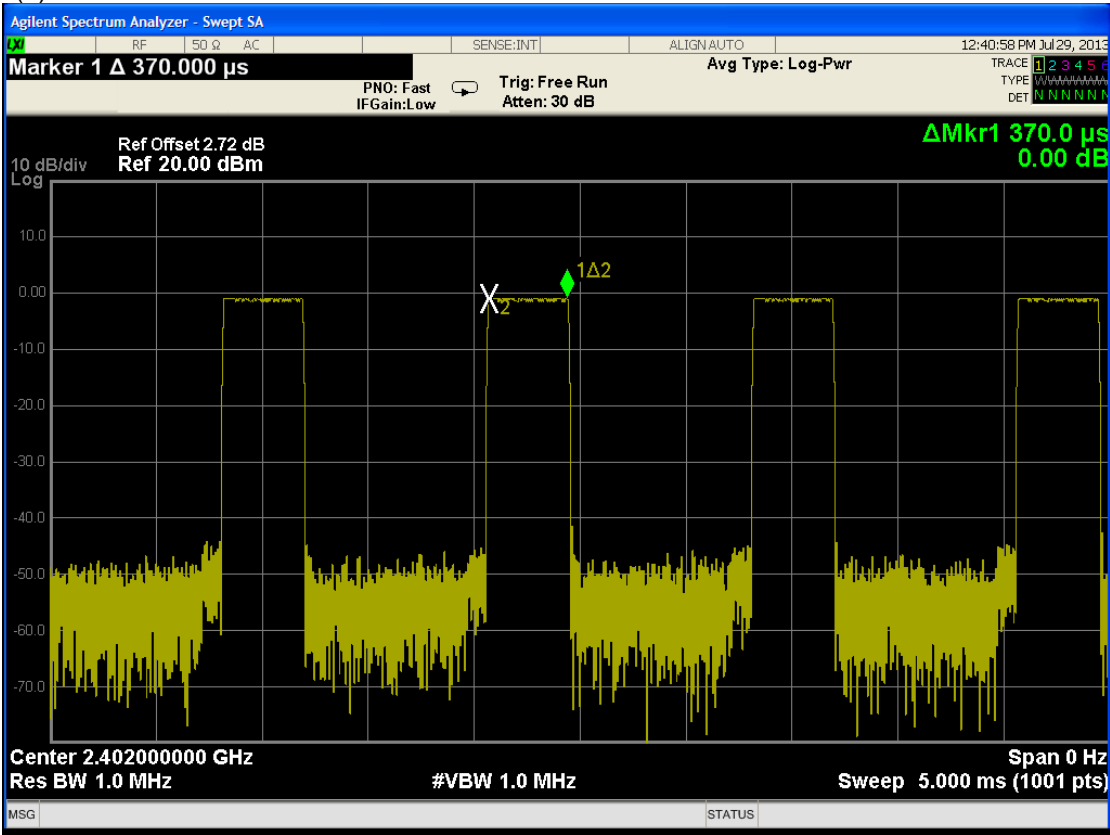 Agilent Spectrum Analyzer - Swept SA
LXI RF 50 Ω AC SENSE:INT ALIGNAUTO 12:40:58 PM Jul 29, 2013
Marker 1 Δ 370.000 µs
PNO: Fast
IFGain:Low
Trig: Free Run
Atten: 30 dB
Avg Type: Log-Pwr
TRACE 1 2 3 4 5 6
TYPE
DET N N N N N N
ΔMkr1 370.0 µs
0.00 dB
Ref Offset 2.72 dB
10 dB/div Ref 20.00 dBm
Log
10.0
0.00
-10.0
-20.0
-30.0
-40.0
-50.0
-60.0
-70.0
1Δ2
X2
Center 2.402000000 GHz Span 0 Hz
Res BW 1.0 MHz #VBW 1.0 MHz Sweep 5.000 ms (1001 pts)
MSG STATUS